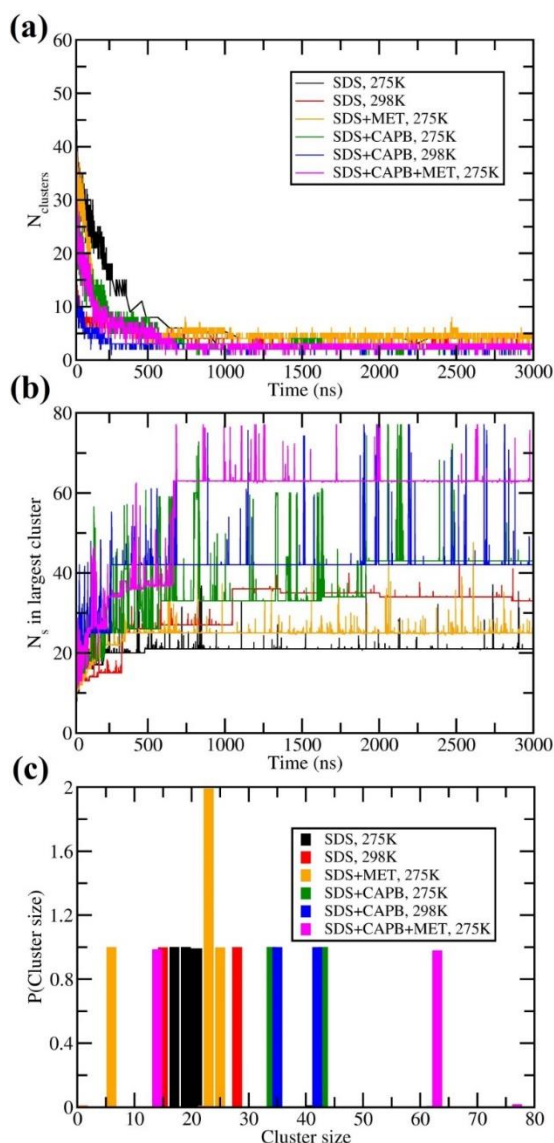 (a)
60
50
40
30
20
10
0
N_clusters
SDS, 275K
SDS, 298K
SDS+MET, 275K
SDS+CAPB, 275K
SDS+CAPB, 298K
SDS+CAPB+MET, 275K
0 500 1000 1500 2000 2500 3000
Time (ns)
(b)
80
60
40
20
0
N_s in largest cluster
0 500 1000 1500 2000 2500 3000
Time (ns)
(c)
2
1.6
1.2
0.8
0.4
0
P(Cluster size)
SDS, 275K
SDS, 298K
SDS+MET, 275K
SDS+CAPB, 275K
SDS+CAPB, 298K
SDS+CAPB+MET, 275K
0 10 20 30 40 50 60 70 80
Cluster size